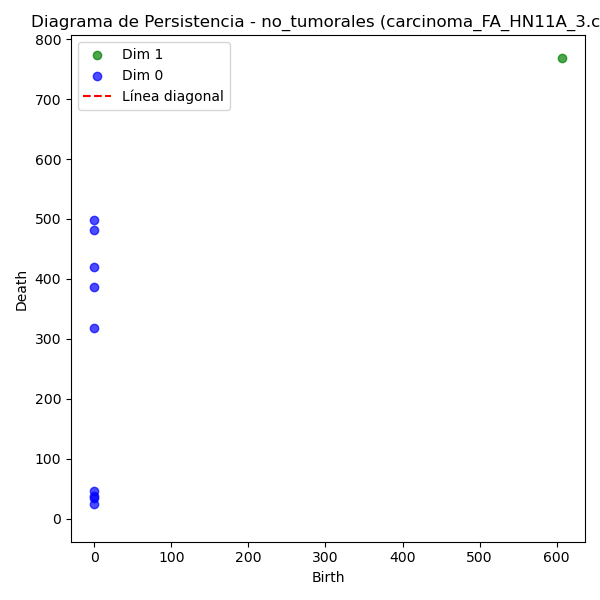 Diagrama de Persistencia - no_tumorales (carcinoma_FA_HN11A_3.c
Dim 1
Dim 0
Línea diagonal
800
700
600
500
400
300
200
100
0
Death
0 100 200 300 400 500 600
Birth